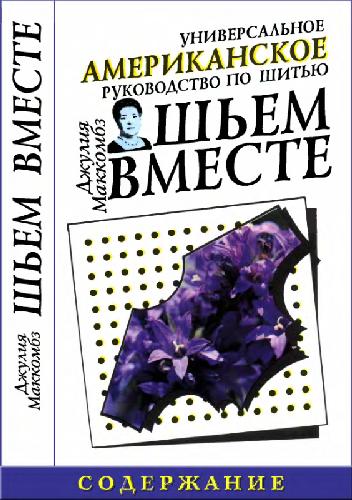 УНИВЕРСАЛЬНОЕ
АМЕРИКАНСКОЕ
РУКОВОДСТВО ПО ШИТЬЮ
Джулия
Маккомбз
ШЬЕМ
ВМЕСТЕ
Джулия
Маккомбз
ШЬЕМ ВМЕСТЕ
СОДЕРЖАНИЕ